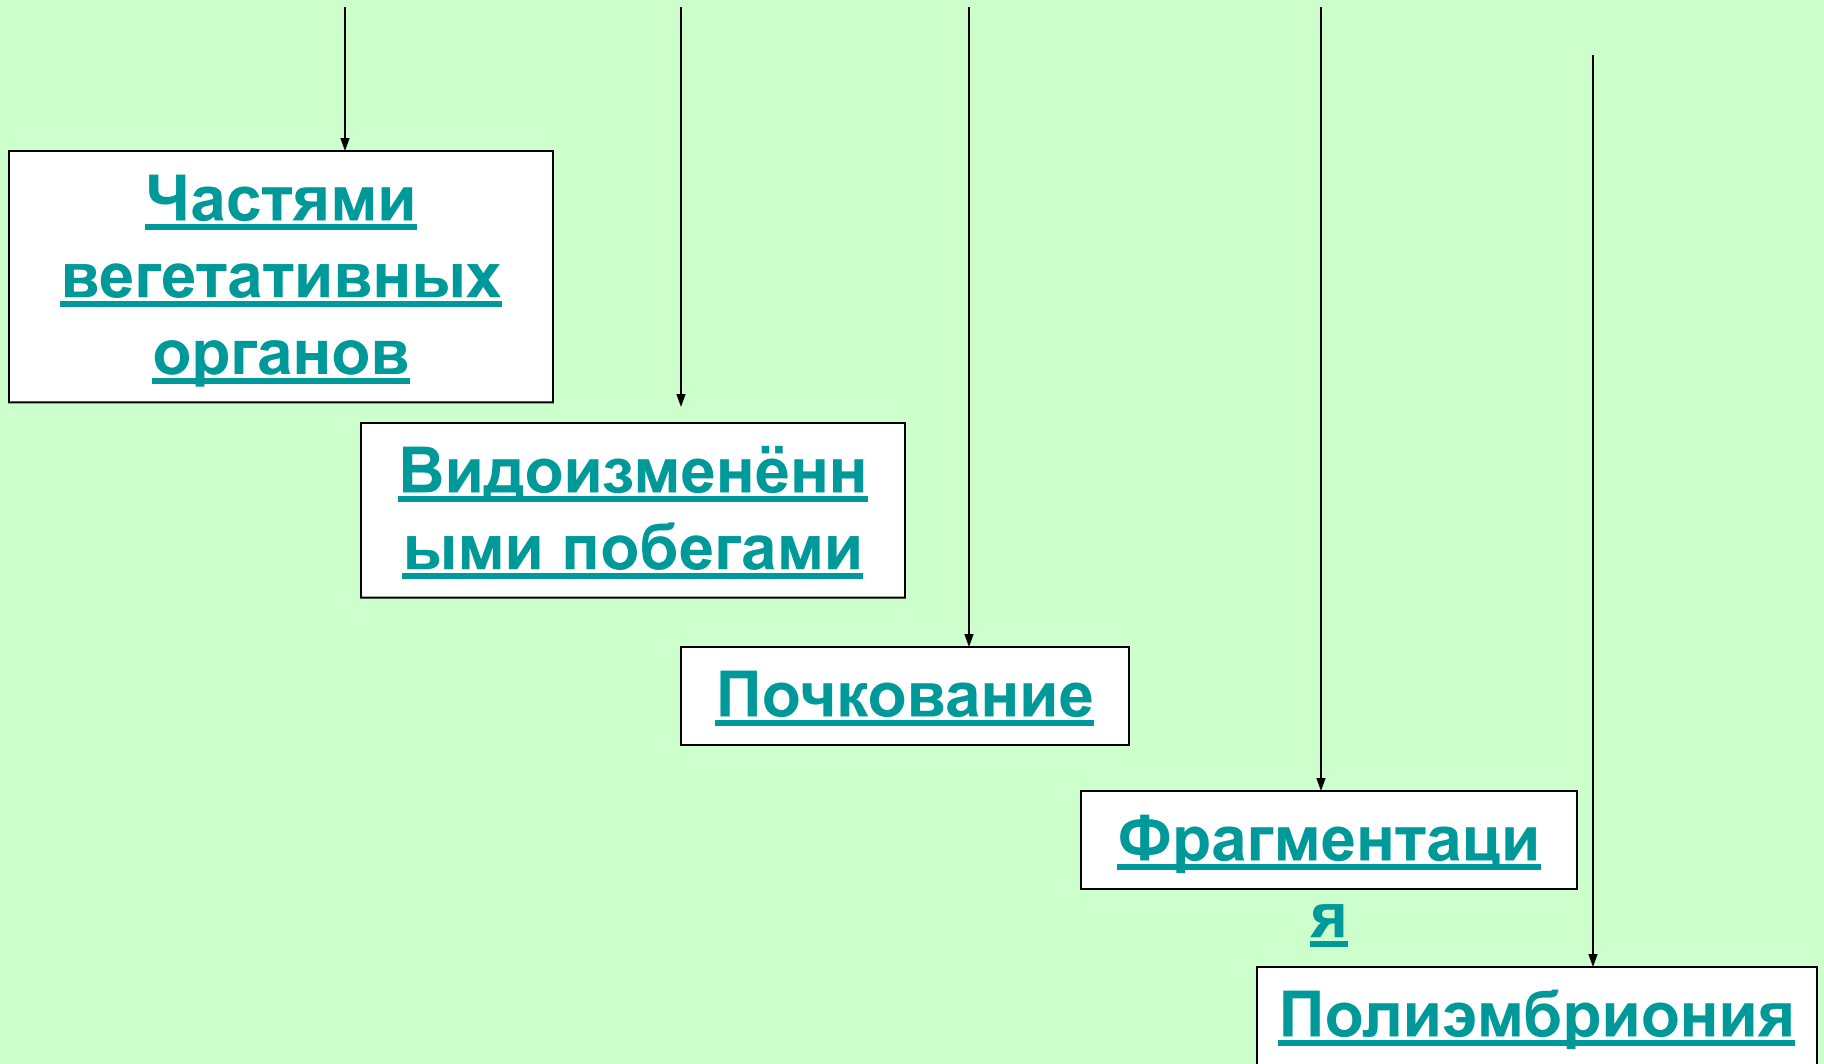 Частями
вегетативных
органов
Видоизменённ
ыми побегами
Почкование
Фрагментаци
я
Полиэмбриония